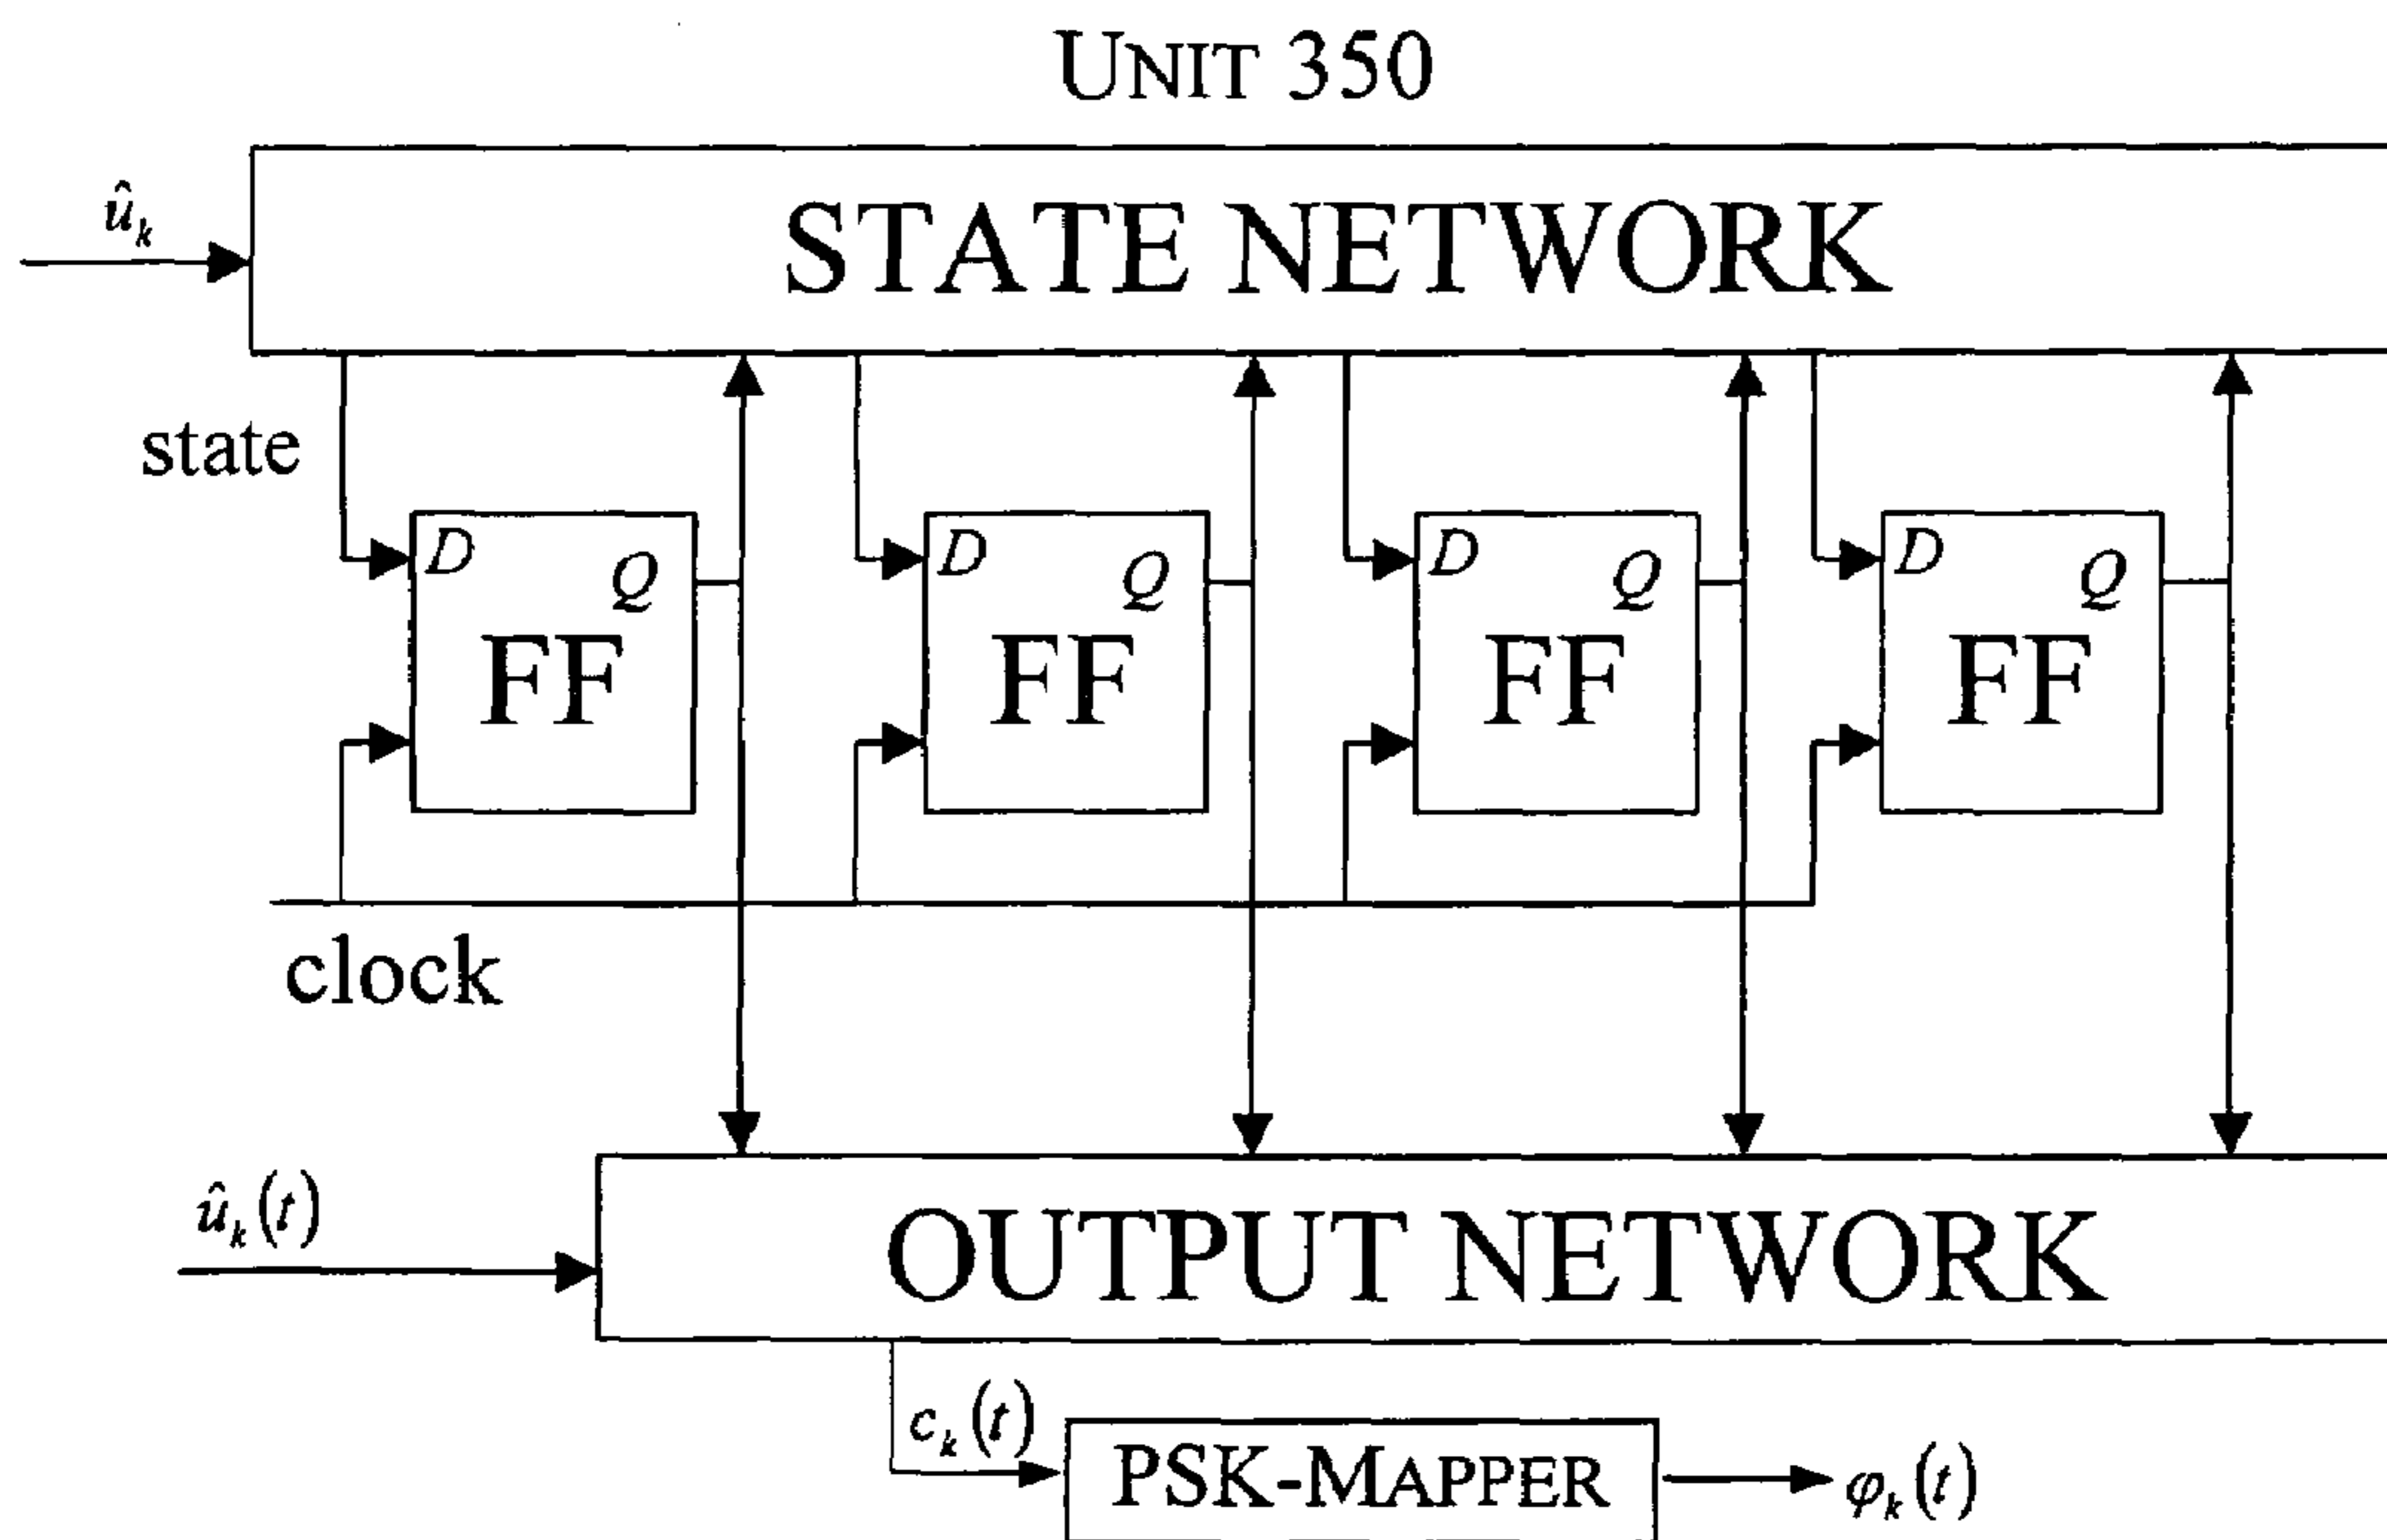 UNIT 350
û_k
STATE NETWORK
state
D Q FF
D Q FF
D Q FF
D Q FF
clock
û_k(t)
OUTPUT NETWORK
c_k(t)
PSK-MAPPER
φ_k(t)